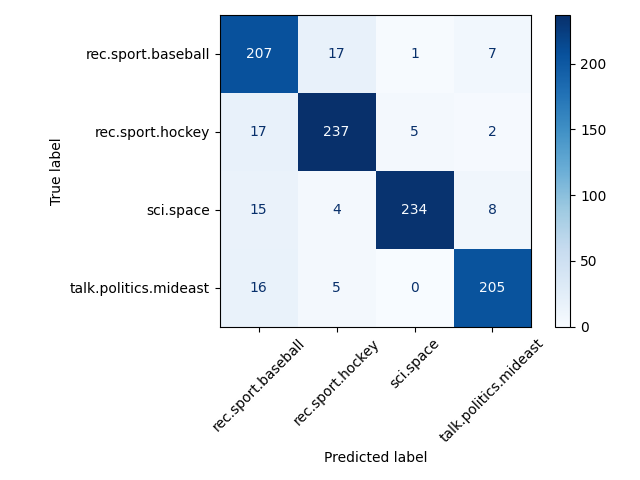 rec.sport.baseball 207 17 1 7
rec.sport.hockey 17 237 5 2
sci.space 15 4 234 8
talk.politics.mideast 16 5 0 205
True label
rec.sport.baseball
rec.sport.hockey
sci.space
talk.politics.mideast
Predicted label
200
150
100
50
0